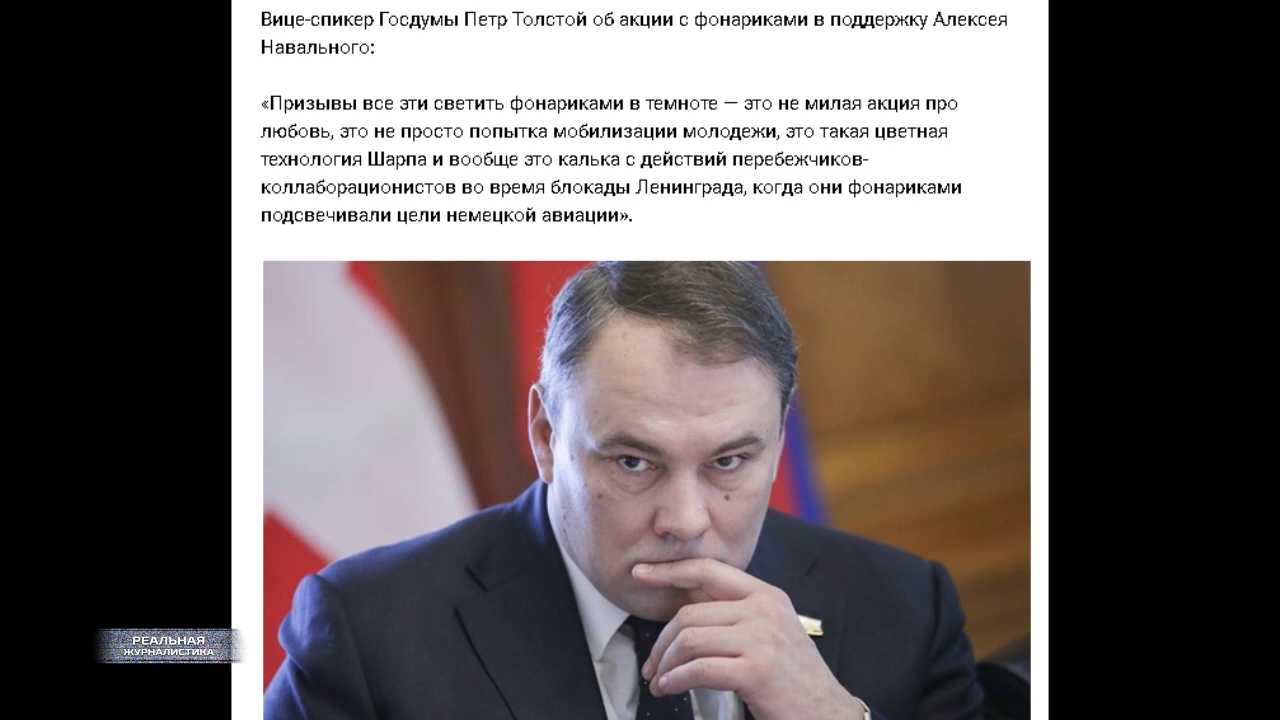 Вице-спикер Госдумы Петр Толстой об акции с фонариками в поддержку Алексея
Навального:
«Призывы все эти светить фонариками в темноте — это не милая акция про
любовь, это не просто попытка мобилизации молодежи, это такая цветная
технология Шарпа и вообще это калька с действий перебежчиков-
коллаборационистов во время блокады Ленинграда, когда они фонариками
подсвечивали цели немецкой авиации».
РЕАЛЬНАЯ
ЖУРНАЛИСТИКА